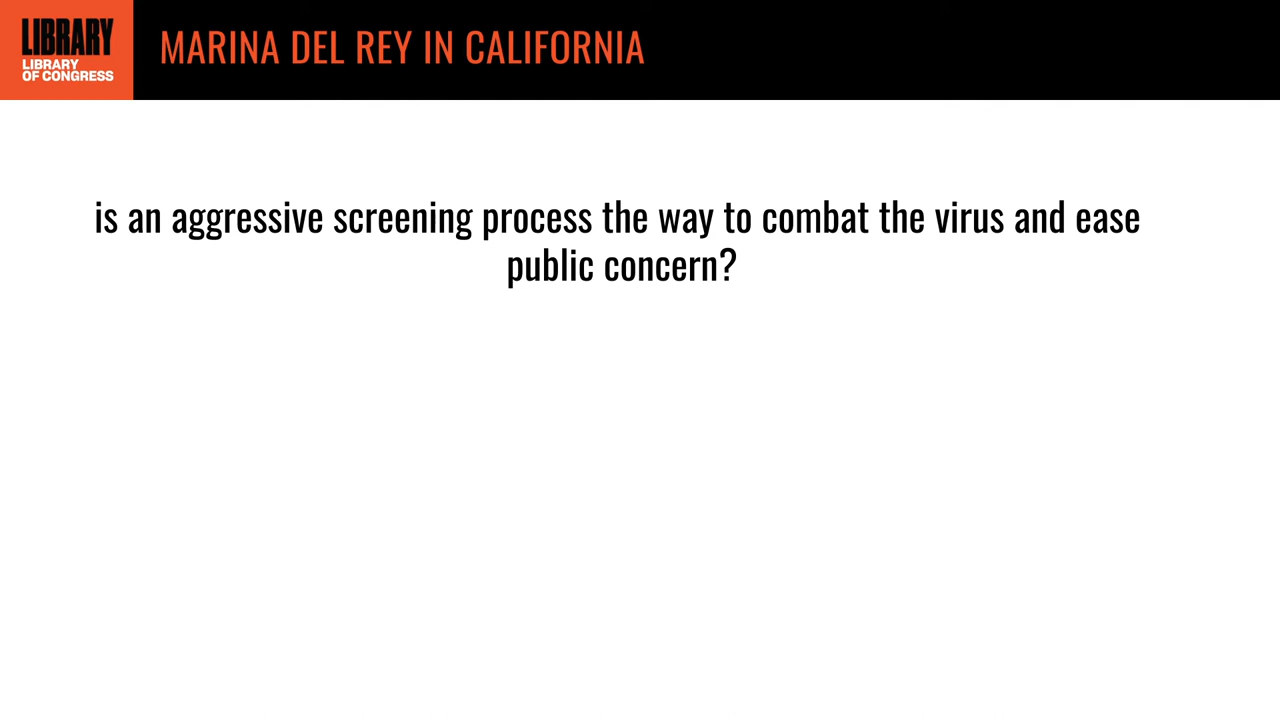 LIBRARY
LIBRARY
OF CONGRESS
MARINA DEL REY IN CALIFORNIA
is an aggressive screening process the way to combat the virus and ease
public concern?